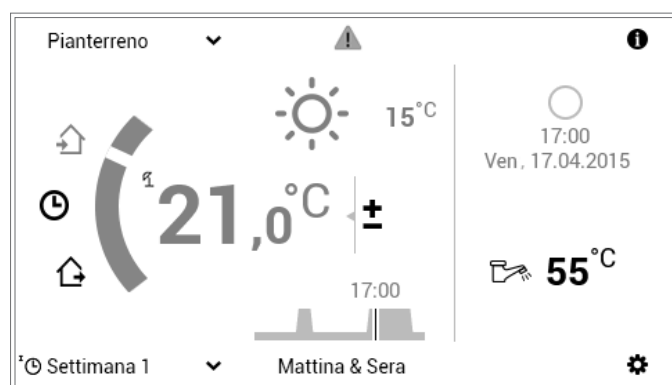 Pianterreno
15°C
17:00
Ven, 17.04.2015
21,0°C
±
55°C
17:00
Settimana 1
Mattina & Sera